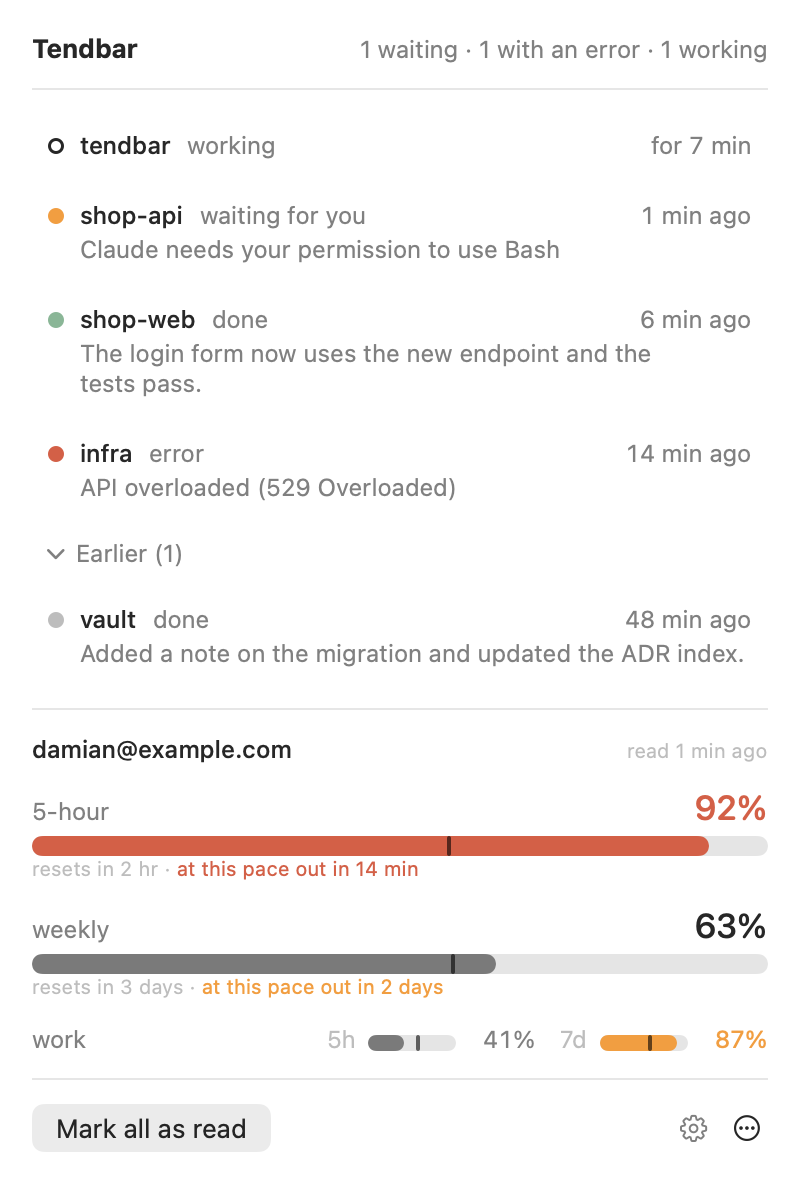 Tendbar 1 waiting · 1 with an error · 1 working
tendbar working for 7 min
shop-api waiting for you 1 min ago
Claude needs your permission to use Bash
shop-web done 6 min ago
The login form now uses the new endpoint and the
tests pass.
infra error 14 min ago
API overloaded (529 Overloaded)
Earlier (1)
vault done 48 min ago
Added a note on the migration and updated the ADR index.
damian@example.com read 1 min ago
5-hour 92%
resets in 2 hr · at this pace out in 14 min
weekly 63%
resets in 3 days · at this pace out in 2 days
work 5h 41% 7d 87%
Mark all as read